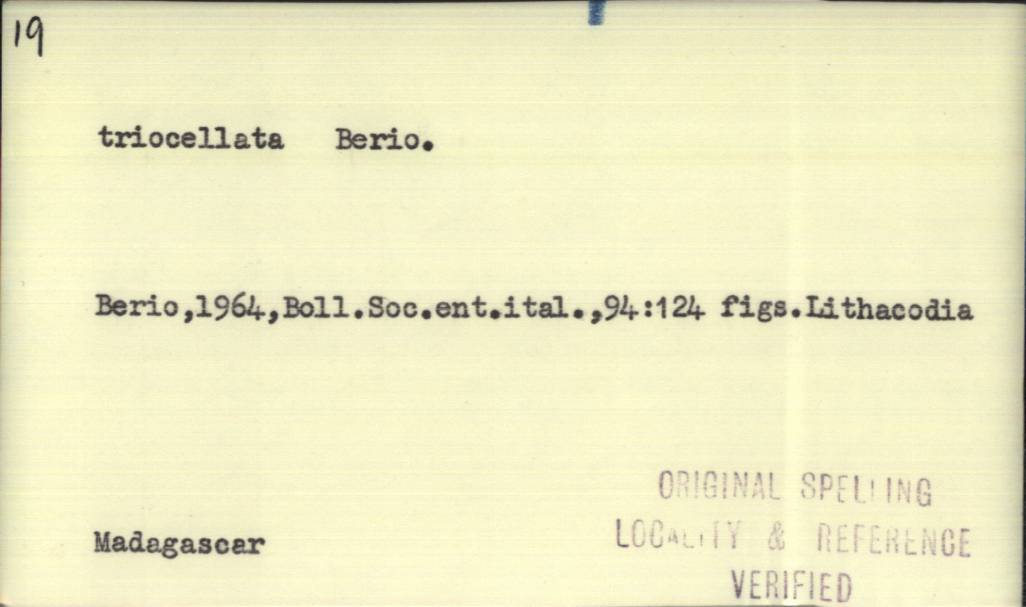 19
triocellata Berio.
Berio,1964,Boll.Soc.ent.ital.,94:124 figs.Lithacodia
Madagascar
ORIGINAL SPELLING
LOCALITY & REFERENCE
VERIFIED